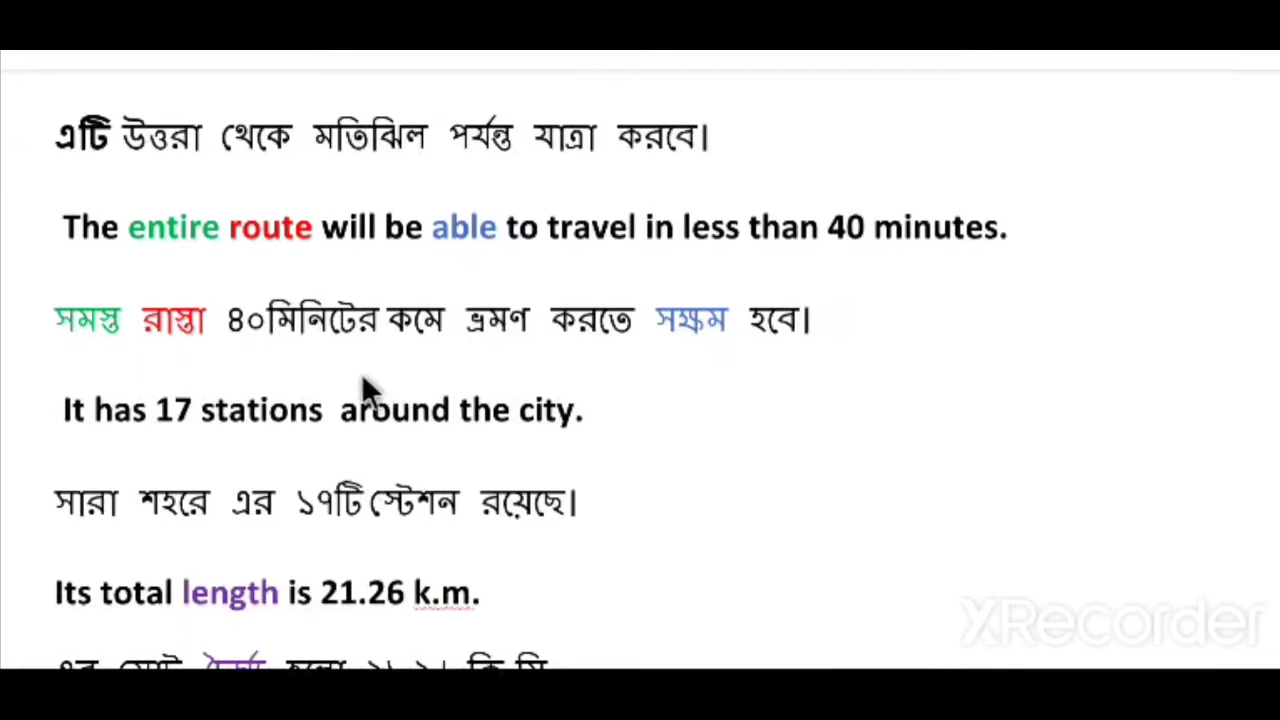 এটি উত্তরা থেকে মতিঝিল পর্যন্ত যাত্রা করবে।
The entire route will be able to travel in less than 40 minutes.
সমস্ত রাস্তা ৪০মিনিটের কমে ভ্রমণ করতে সক্ষম হবে।
It has 17 stations around the city.
সারা শহরে এর ১৭টি স্টেশন রয়েছে।
Its total length is 21.26 k.m.
XRecorder